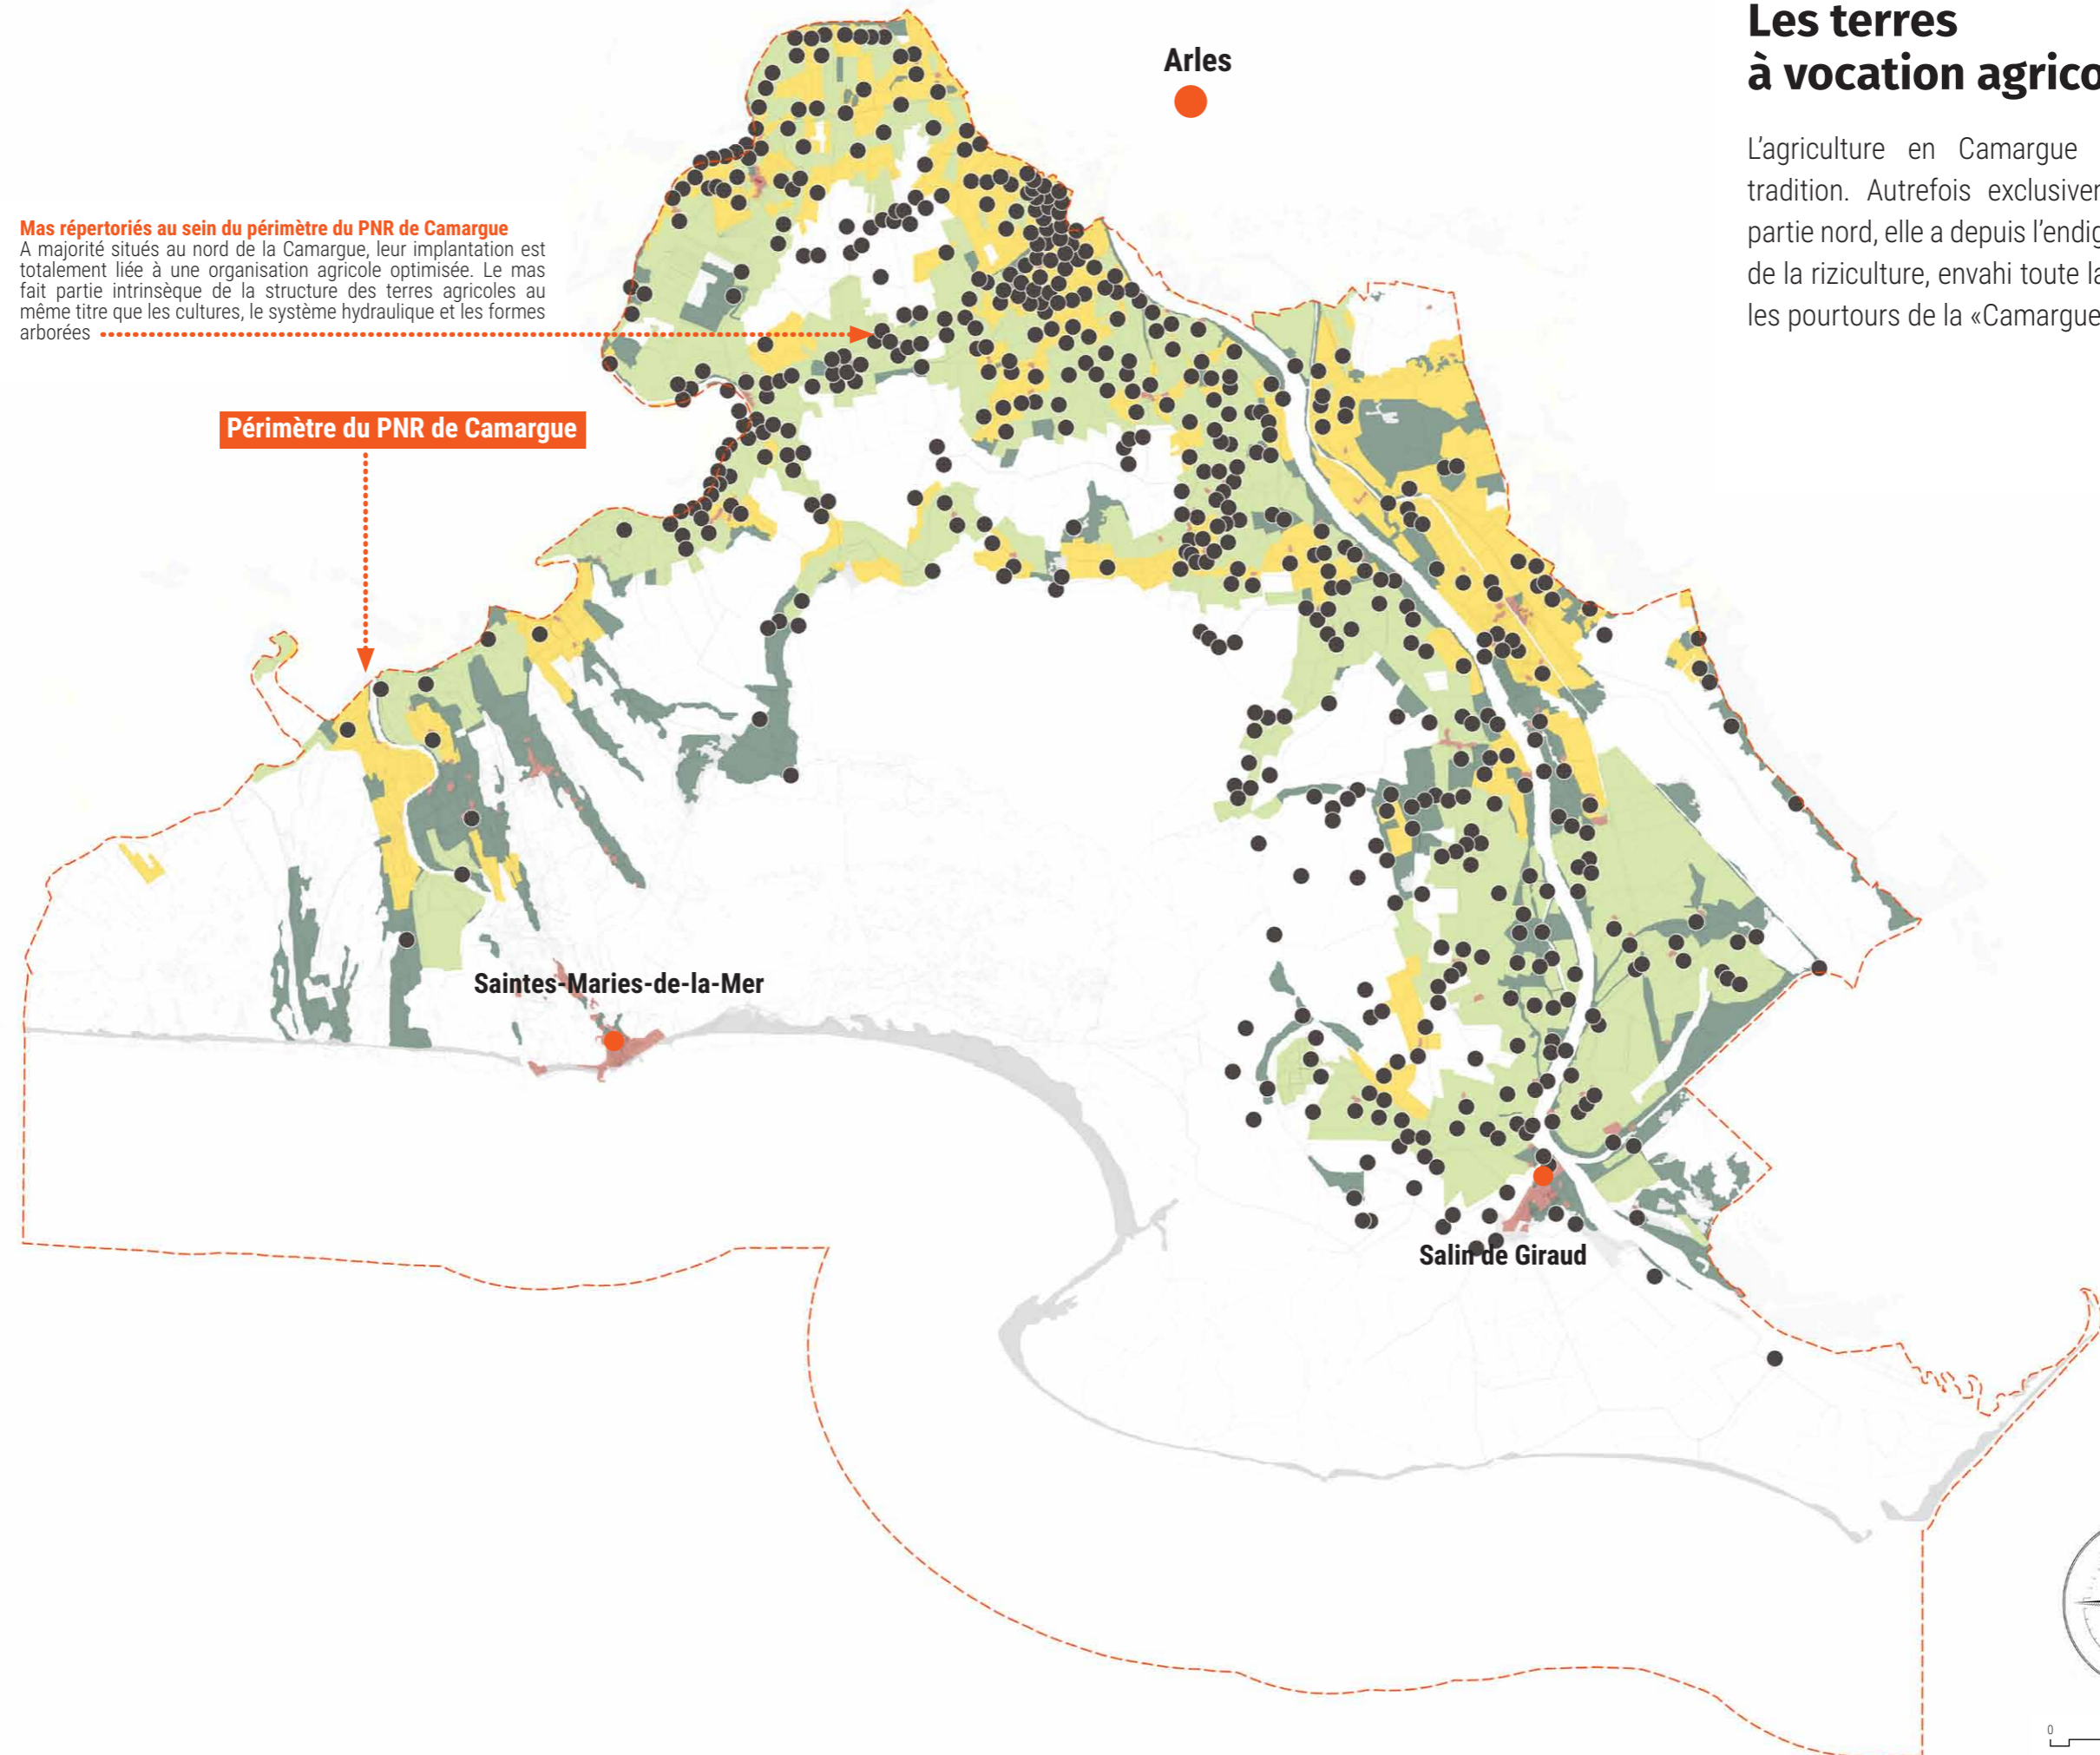 Les terres
à vocation
L’agriculture en Camargue
tradition. Autrefois
partie nord, elle a depuis
de la riziculture, envahi toute
les pourtours de la «Camargue
Arles
Mas répertoriés au sein du périmètre du PNR de Camargue
A majorité situés au nord de la Camargue, leur implantation est
totalement liée à une organisation agricole optimisée. Le mas
fait partie intrinsèque de la structure des terres agricoles au
même titre que les cultures, le système hydraulique et les formes
arborées
Périmètre du PNR de Camargue
Saintes-Maries-de-la-Mer
Salin de Giraud
0